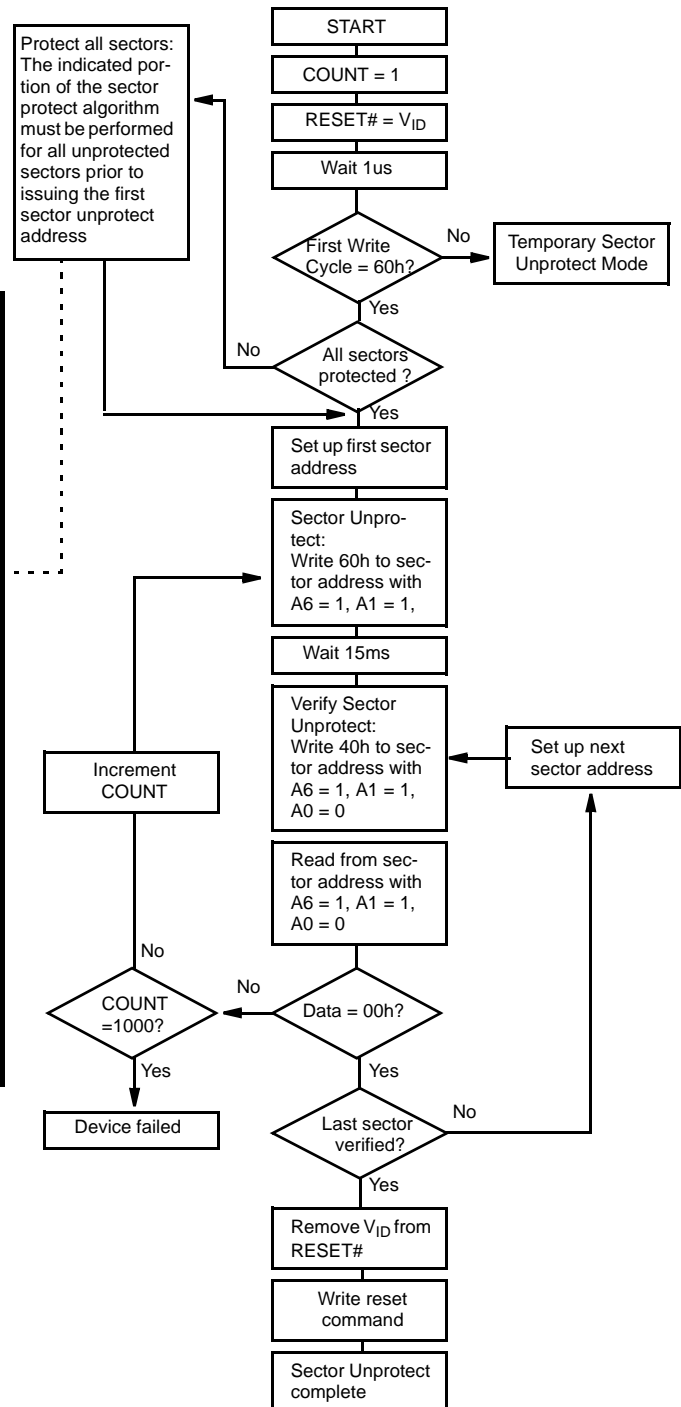 START
COUNT = 1
RESET# = VID
Wait 1us
Protect all sectors:
The indicated por-
tion of the sector
protect algorithm
must be performed
for all unprotected
sectors prior to
issuing the first
sector unprotect
address
First Write
Cycle = 60h?
No
Temporary Sector
Unprotect Mode
Yes
All sectors
protected ?
No
Yes
Set up first sector
address
Sector Unpro-
tect:
Write 60h to sec-
tor address with
A6 = 1, A1 = 1,
Wait 15ms
Verify Sector
Unprotect:
Write 40h to sec-
tor address with
A6 = 1, A1 = 1,
A0 = 0
Set up next
sector address
Increment
COUNT
Read from sec-
tor address with
A6 = 1, A1 = 1,
A0 = 0
No
COUNT
=1000?
No
Data = 00h?
Yes
Yes
Device failed
Last sector
verified?
No
Yes
Remove VID from
RESET#
Write reset
command
Sector Unprotect
complete